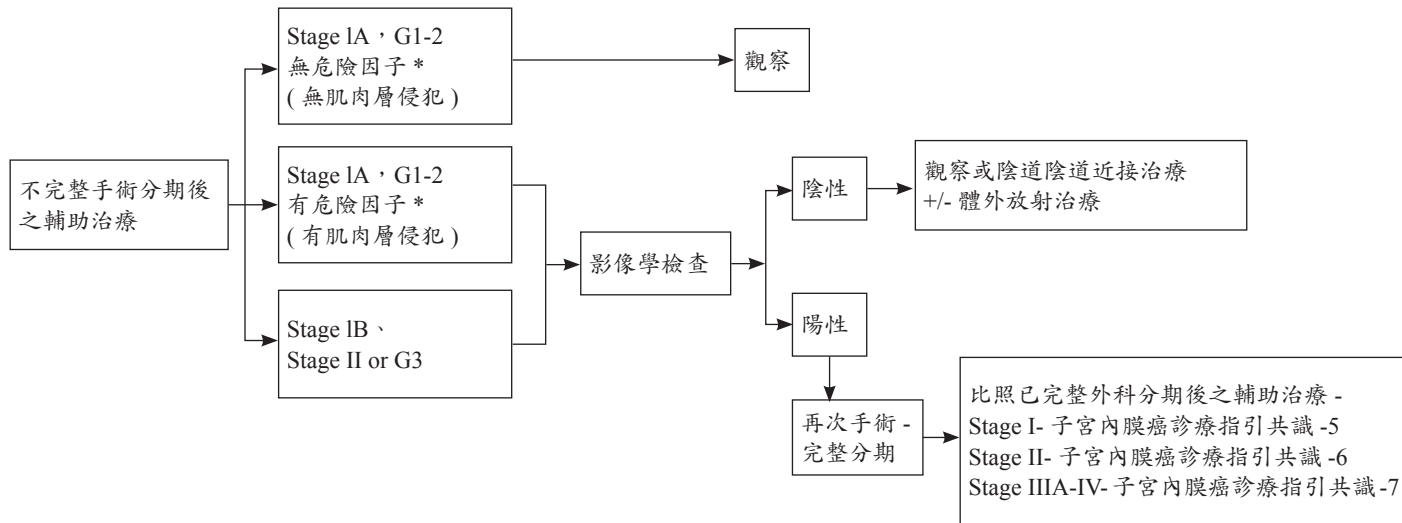 不完整手術分期後
之輔助治療
Stage lA,G1-2
無危險因子 *
( 無肌肉層侵犯 )
觀察
Stage lA,G1-2
有危險因子 *
( 有肌肉層侵犯 )
Stage lB、
Stage II or G3
影像學檢查
陰性
觀察或陰道陰道近接治療
+/- 體外放射治療
陽性
再次手術 -
完整分期
比照已完整外科分期後之輔助治療 -
Stage I- 子宮內膜癌診療指引共識 -5
Stage II- 子宮內膜癌診療指引共識 -6
Stage IIIA-IV- 子宮內膜癌診療指引共識 -7